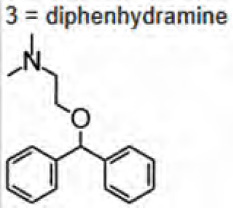 3 = diphenhydramine
N
O